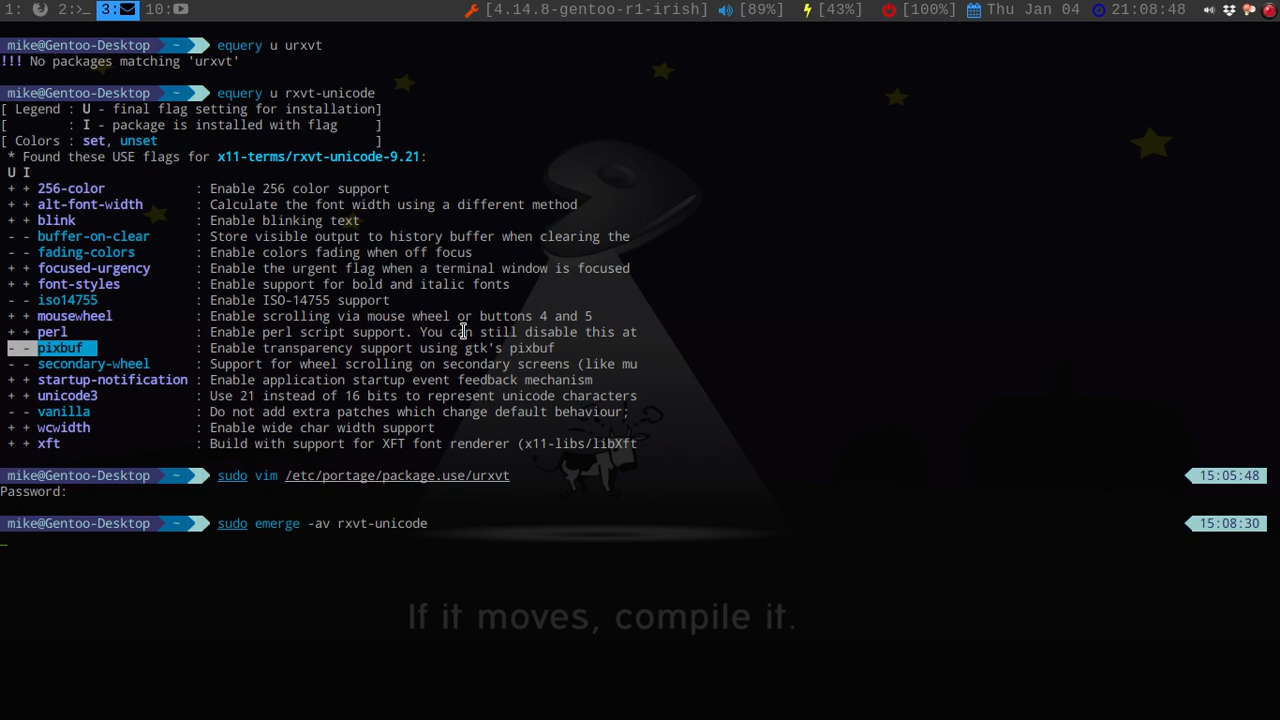 1: 2:>_ 3: 10: [4.14.8-gentoo-r1-irish] [89%] [43%] [100%] Thu Jan 04 21:08:48
mike@Gentoo-Desktop ~ equery u urxvt
!!! No packages matching 'urxvt'
mike@Gentoo-Desktop ~ equery u rxvt-unicode
[ Legend : U - final flag setting for installation]
[ : I - package is installed with flag ]
[ Colors : set, unset ]
* Found these USE flags for x11-terms/rxvt-unicode-9.21:
U I
+ + 256-color : Enable 256 color support
+ + alt-font-width : Calculate the font width using a different method
+ + blink : Enable blinking text
- - buffer-on-clear : Store visible output to history buffer when clearing the
- - fading-colors : Enable colors fading when off focus
+ + focused-urgency : Enable the urgent flag when a terminal window is focused
+ + font-styles : Enable support for bold and italic fonts
- - iso14755 : Enable ISO-14755 support
+ + mousewheel : Enable scrolling via mouse wheel or buttons 4 and 5
+ + perl : Enable perl script support. You can still disable this at
- - pixbuf : Enable transparency support using gtk's pixbuf
- - secondary-wheel : Support for wheel scrolling on secondary screens (like mu
+ + startup-notification : Enable application startup event feedback mechanism
+ + unicode3 : Use 21 instead of 16 bits to represent unicode characters
- - vanilla : Do not add extra patches which change default behaviour;
+ + wcwidth : Enable wide char width support
+ + xft : Build with support for XFT font renderer (x11-libs/libXft
mike@Gentoo-Desktop ~ sudo vim /etc/portage/package.use/urxvt 15:05:48
Password:
mike@Gentoo-Desktop ~ sudo emerge -av rxvt-unicode 15:08:30
If it moves, compile it.